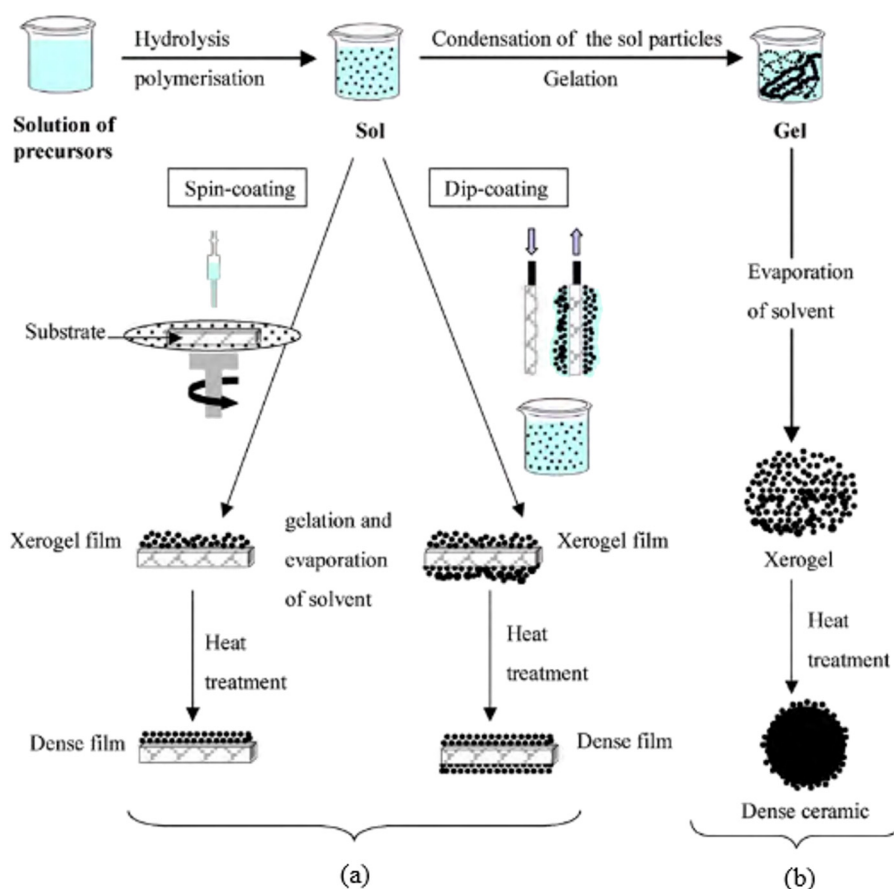 Hydrolysis
polymerisation
Condensation of the sol particles
Gelation
Solution of
precursors
Sol
Gel
Spin-coating
Dip-coating
Substrate
Evaporation
of solvent
Xerogel film
gelation and
evaporation
of solvent
Xerogel film
Xerogel
Heat
treatment
Heat
treatment
Heat
treatment
Dense film
Dense film
Dense ceramic
(a)
(b)